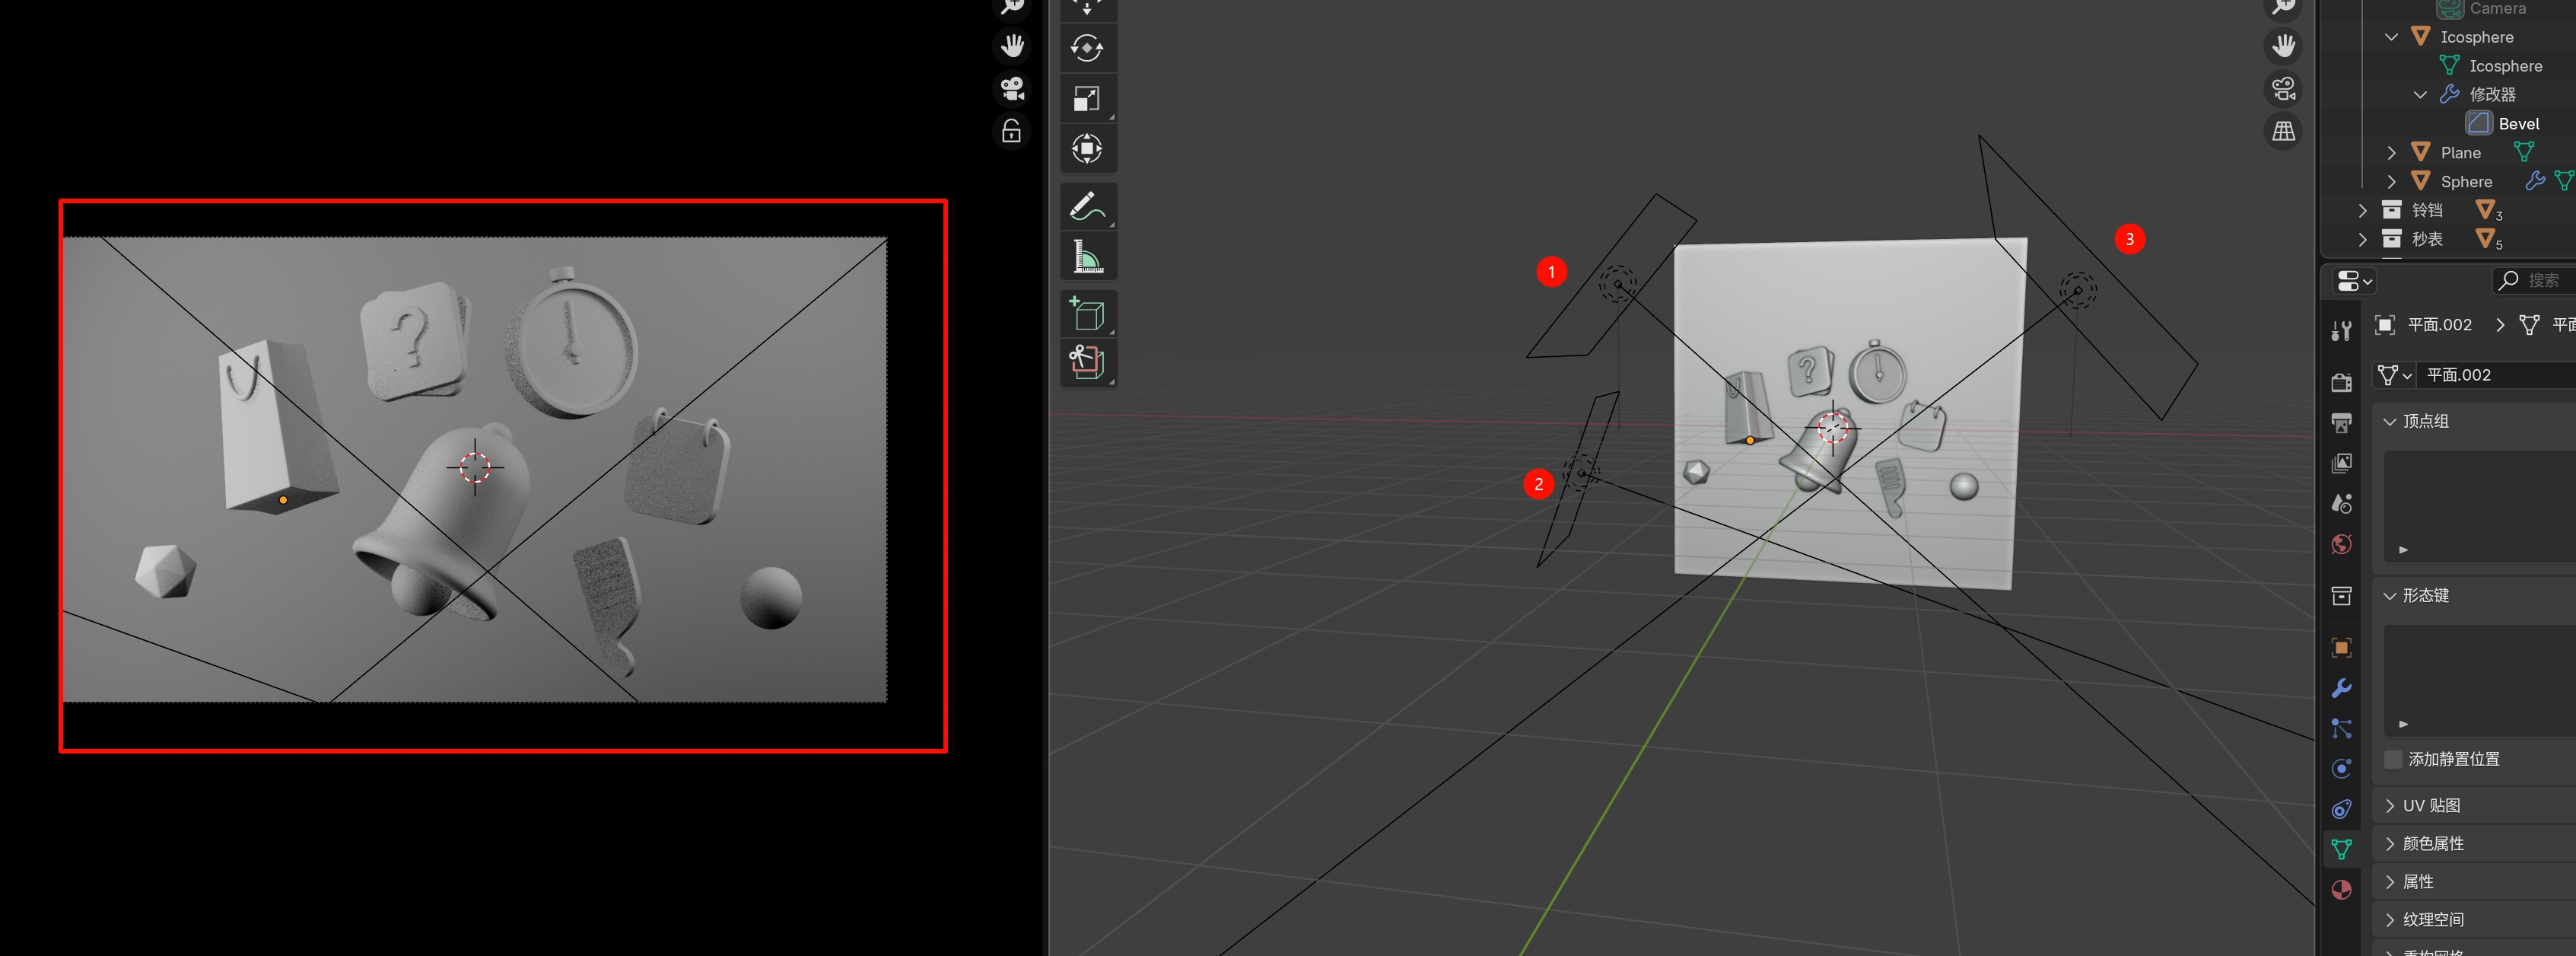 Camera
Icosphere
Icosphere
修改器
Bevel
Plane
Sphere
铃铛 3
秒表 5
搜索
平面.002
平面.002
顶点组
形态键
添加静置位置
UV 贴图
颜色属性
属性
纹理空间
?
?
1
2
3